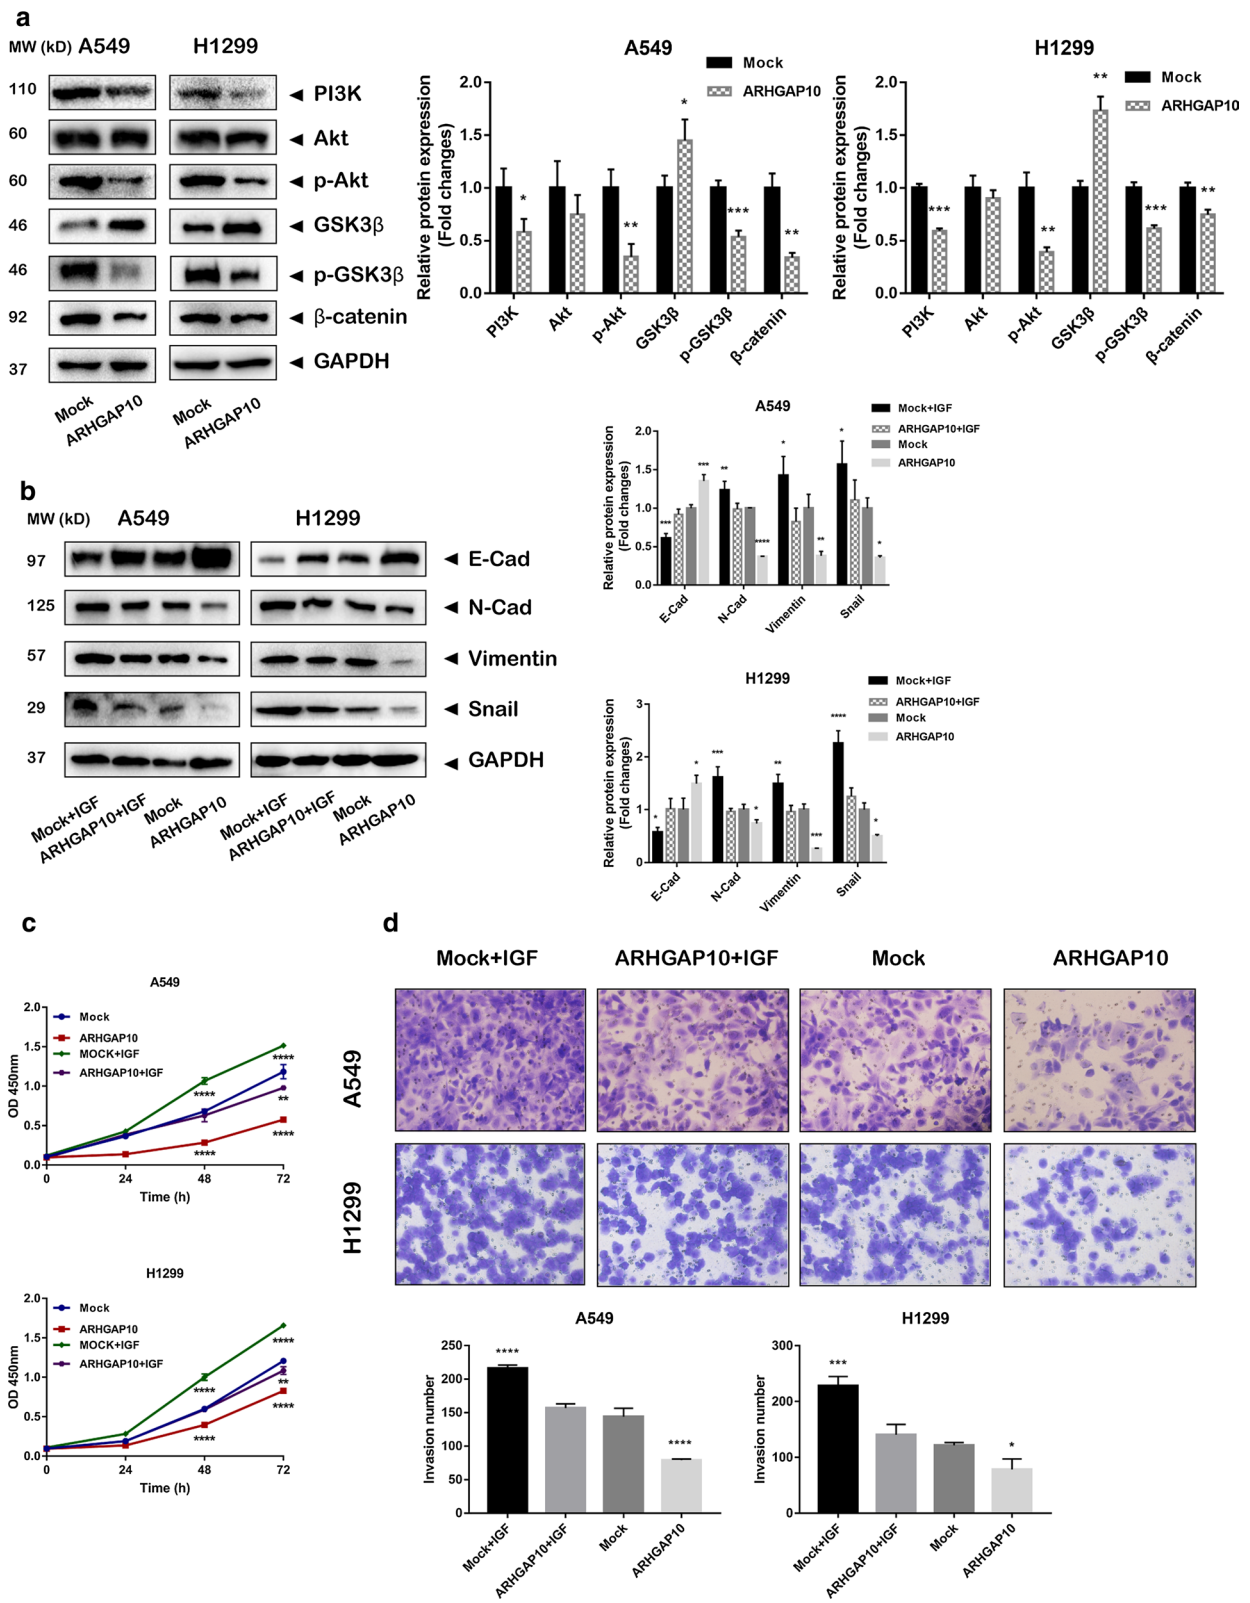 a
MW (kD) A549 H1299
110 PI3K
60 Akt
60 p-Akt
46 GSK3β
46 p-GSK3β
92 β-catenin
37 GAPDH
Mock ARHGAP10 Mock ARHGAP10
A549
Mock
ARHGAP10
Relative protein expression
(Fold changes)
2.0
1.5
1.0
0.5
0.0
* * ** *** **
PI3K Akt p-Akt GSK3β p-GSK3β β-catenin
H1299
Mock
ARHGAP10
Relative protein expression
(Fold changes)
2.0
1.5
1.0
0.5
0.0
*** ** ** *** **
PI3K Akt p-Akt GSK3β p-GSK3β β-catenin
b
MW (kD) A549 H1299
97 E-Cad
125 N-Cad
57 Vimentin
29 Snail
37 GAPDH
Mock+IGF ARHGAP10+IGF Mock ARHGAP10 Mock+IGF ARHGAP10+IGF Mock ARHGAP10
A549
Mock+IGF
ARHGAP10+IGF
Mock
ARHGAP10
Relative protein expression
(Fold changes)
2.0
1.5
1.0
0.5
0.0
*** *** ** **** * ** * *
E-Cad N-Cad Vimentin Snail
H1299
Mock+IGF
ARHGAP10+IGF
Mock
ARHGAP10
Relative protein expression
(Fold changes)
3
2
1
0
* * *** * ** *** **** *
E-Cad N-Cad Vimentin Snail
c
A549
Mock
ARHGAP10
MOCK+IGF
ARHGAP10+IGF
OD 450nm
2.0
1.5
1.0
0.5
0.0
**** **** **** ** ****
0 24 48 72
Time (h)
H1299
Mock
ARHGAP10
MOCK+IGF
ARHGAP10+IGF
OD 450nm
2.0
1.5
1.0
0.5
0.0
**** **** **** ** ****
0 24 48 72
Time (h)
d
Mock+IGF ARHGAP10+IGF Mock ARHGAP10
A549
H1299
A549
Invasion number
250
200
150
100
50
0
**** ****
Mock+IGF ARHGAP10+IGF Mock ARHGAP10
H1299
Invasion number
300
200
100
0
*** *
Mock+IGF ARHGAP10+IGF Mock ARHGAP10